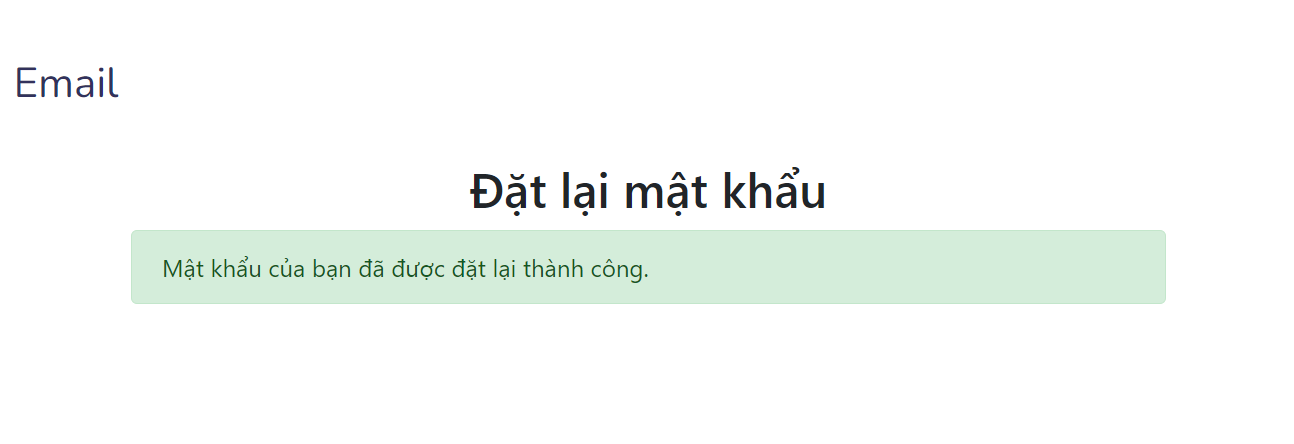 Email
Đặt lại mật khẩu
Mật khẩu của bạn đã được đặt lại thành công.